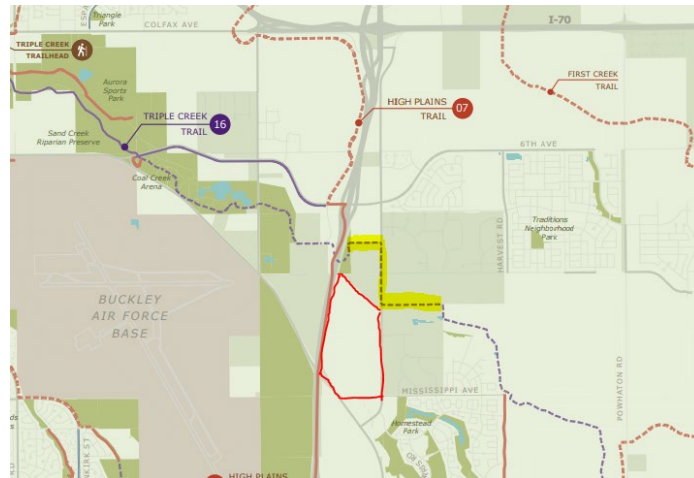 Triangle
Park
COLFAX AVE
I-70
TRIPLE CREEK
TRAILHEAD
Aurora
Sports
Park
FIRST CREEK
TRAIL
HIGH PLAINS
TRAIL
07
TRIPLE CREEK
TRAIL
16
Sand Creek
Riparian Preserve
6TH AVE
Coal Creek
Arena
Traditions
Neighborhood
Park
HARVEST RD
BUCKLEY
AIR FORCE
BASE
POWHATON RD
MISSISSIPPI AVE
Homestead
Park
HIGH PLAINS